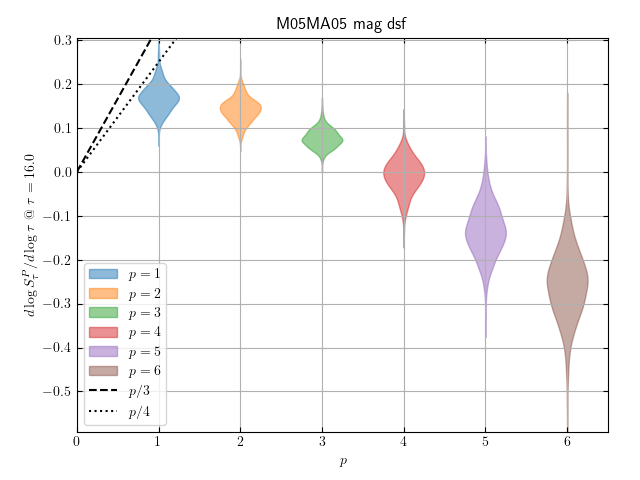 M05MA05 mag dsf
0.3
0.2
0.1
0.0
−0.1
−0.2
−0.3
−0.4
−0.5
d log S_τ^P / d log τ @ τ = 16.0
p = 1
p = 2
p = 3
p = 4
p = 5
p = 6
p/3
p/4
0 1 2 3 4 5 6
p